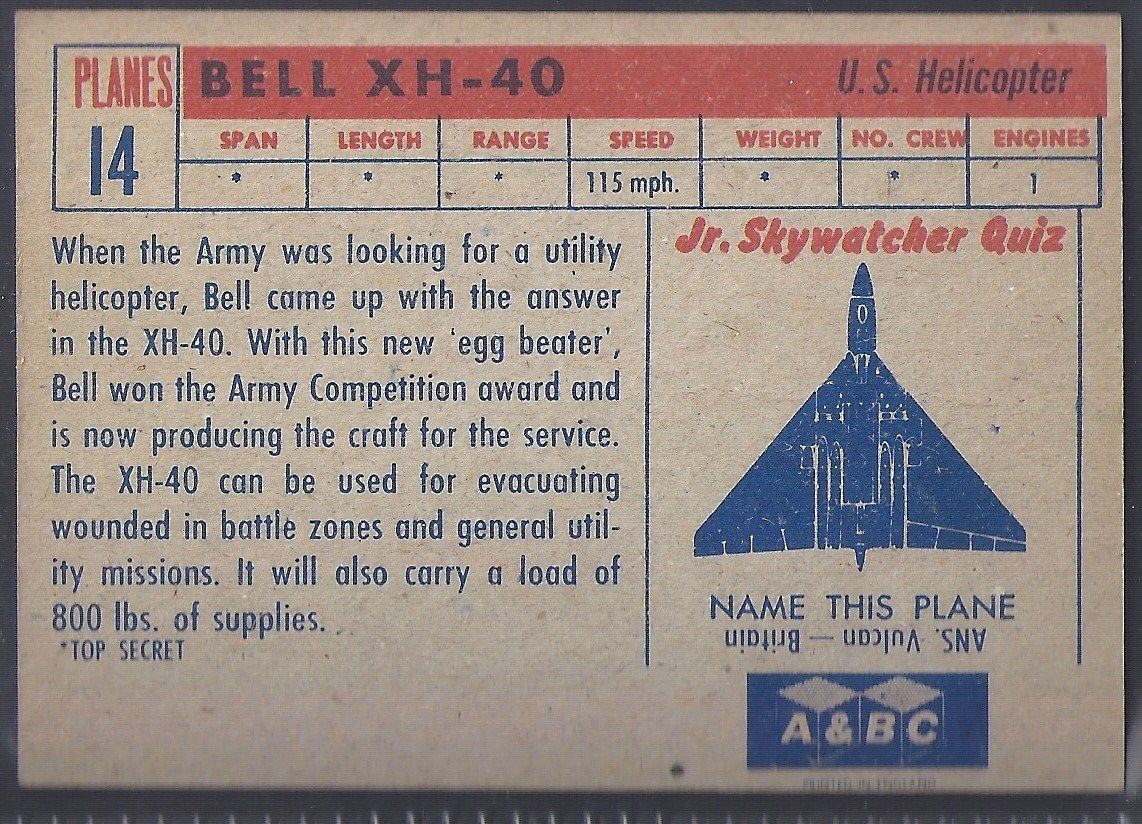 PLANES
14
BELL XH-40 U.S. Helicopter
SPAN LENGTH RANGE SPEED WEIGHT NO. CREW ENGINES
* * * 115 mph. * * 1
When the Army was looking for a utility
helicopter, Bell came up with the answer
in the XH-40. With this new 'egg beater',
Bell won the Army Competition award and
is now producing the craft for the service.
The XH-40 can be used for evacuating
wounded in battle zones and general util-
ity missions. It will also carry a load of
800 lbs. of supplies.
*TOP SECRET
Jr. Skywatcher Quiz
NAME THIS PLANE
ANS. Vulcan — Britain
A & B C
PRINTED IN ENGLAND